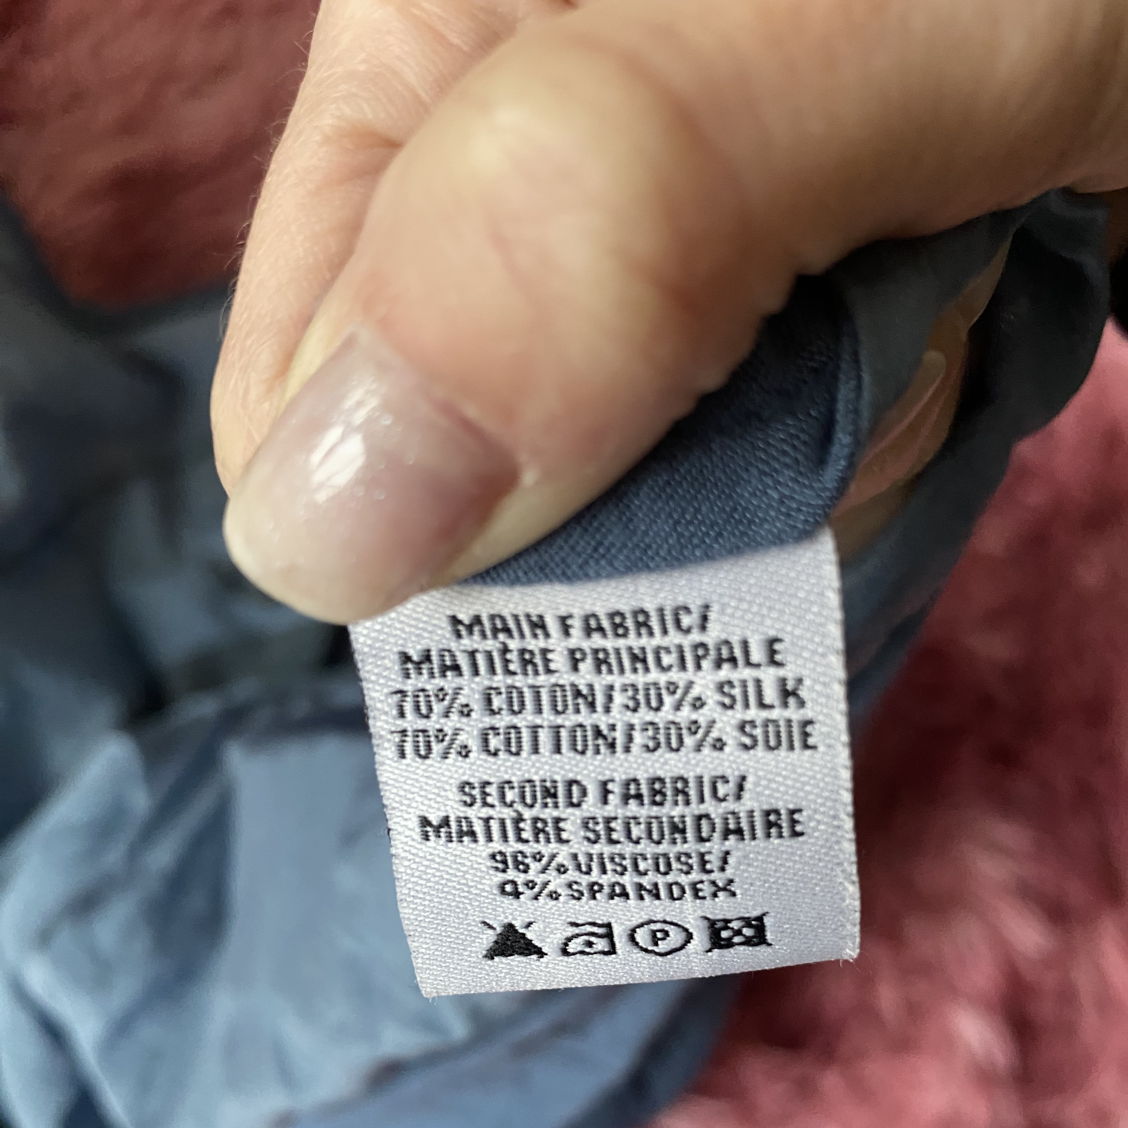 MAIN FABRIC/
MATIÈRE PRINCIPALE
70% COTON/30% SILK
70% COTTON/30% SOIE
SECOND FABRIC/
MATIÈRE SECONDAIRE
96% VISCOSE/
4% SPANDEX
P